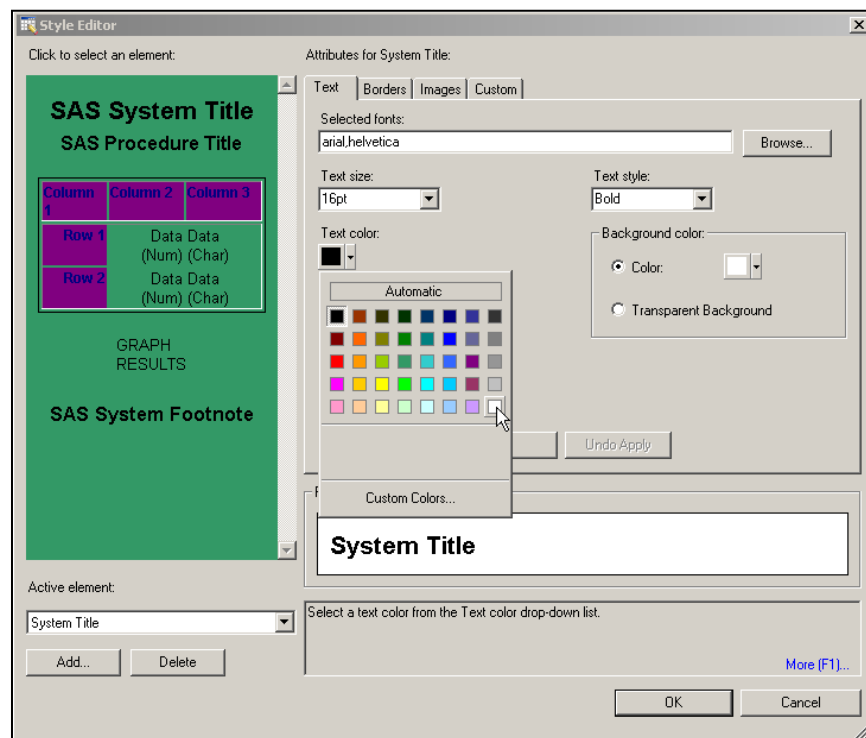 Style Editor
Click to select an element:
SAS System Title
SAS Procedure Title
Column 1
Column 2
Column 3
Row 1
Data Data
(Num) (Char)
Row 2
Data Data
(Num) (Char)
GRAPH
RESULTS
SAS System Footnote
Active element:
System Title
Add...
Delete
Attributes for System Title:
Text
Borders
Images
Custom
Selected fonts:
arial,helvetica
Browse...
Text size:
16pt
Text style:
Bold
Text color:
Automatic
Custom Colors...
Background color:
Color:
Transparent Background
Undo Apply
System Title
Select a text color from the Text color drop-down list.
More (F1)...
OK
Cancel